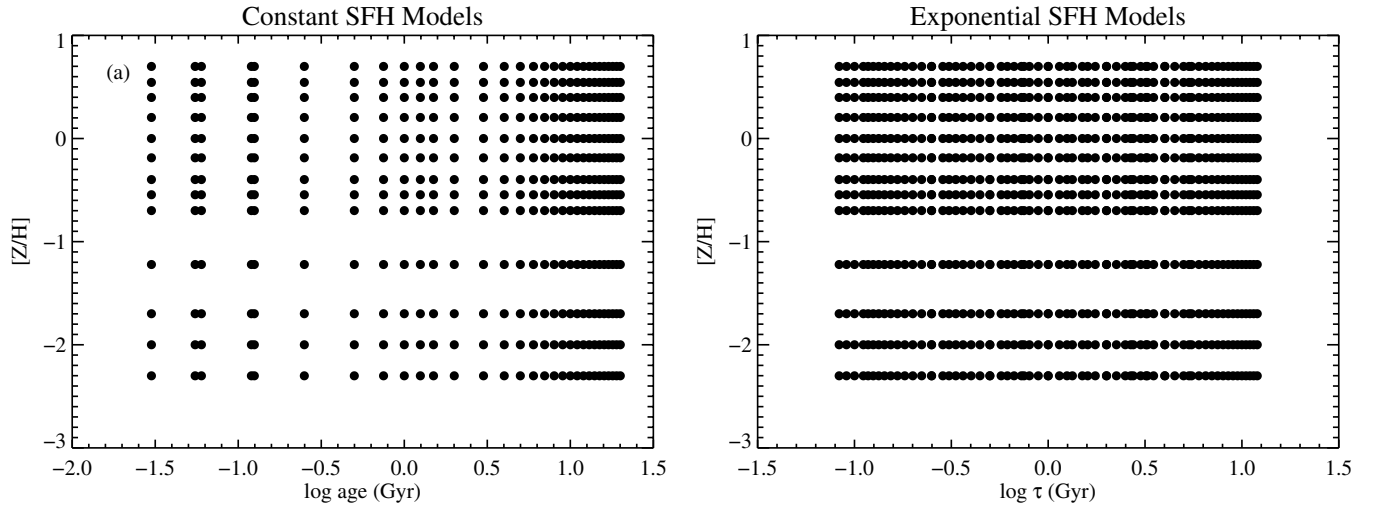 Constant SFH Models
Exponential SFH Models
(a)
[Z/H]
1
0
−1
−2
−3
−2.0 −1.5 −1.0 −0.5 0.0 0.5 1.0 1.5
log age (Gyr)
[Z/H]
1
0
−1
−2
−3
−1.5 −1.0 −0.5 0.0 0.5 1.0 1.5
log τ (Gyr)